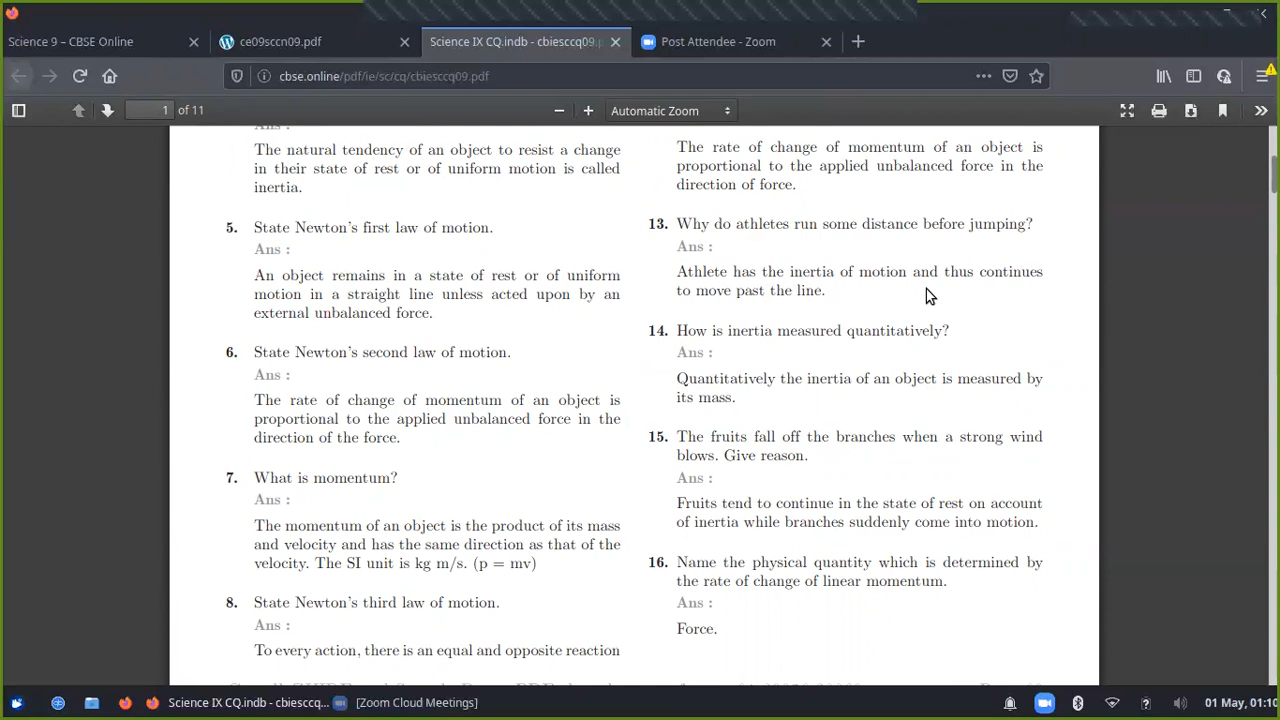 Science 9 – CBSE Online
ce09sccn09.pdf
Science IX CQ.indb - cbiesccq09.p
Post Attendee - Zoom
cbse.online/pdf/ie/sc/cq/cbiesccq09.pdf
1 of 11
Automatic Zoom
The natural tendency of an object to resist a change
in their state of rest or of uniform motion is called
inertia.
5. State Newton's first law of motion.
Ans :
An object remains in a state of rest or of uniform
motion in a straight line unless acted upon by an
external unbalanced force.
6. State Newton's second law of motion.
Ans :
The rate of change of momentum of an object is
proportional to the applied unbalanced force in the
direction of the force.
7. What is momentum?
Ans :
The momentum of an object is the product of its mass
and velocity and has the same direction as that of the
velocity. The SI unit is kg m/s. (p = mv)
8. State Newton's third law of motion.
Ans :
To every action, there is an equal and opposite reaction
The rate of change of momentum of an object is
proportional to the applied unbalanced force in the
direction of force.
13. Why do athletes run some distance before jumping?
Ans :
Athlete has the inertia of motion and thus continues
to move past the line.
14. How is inertia measured quantitatively?
Ans :
Quantitatively the inertia of an object is measured by
its mass.
15. The fruits fall off the branches when a strong wind
blows. Give reason.
Ans :
Fruits tend to continue in the state of rest on account
of inertia while branches suddenly come into motion.
16. Name the physical quantity which is determined by
the rate of change of linear momentum.
Ans :
Force.
Science IX CQ.indb - cbiesccq...
[Zoom Cloud Meetings]
01 May, 01:10